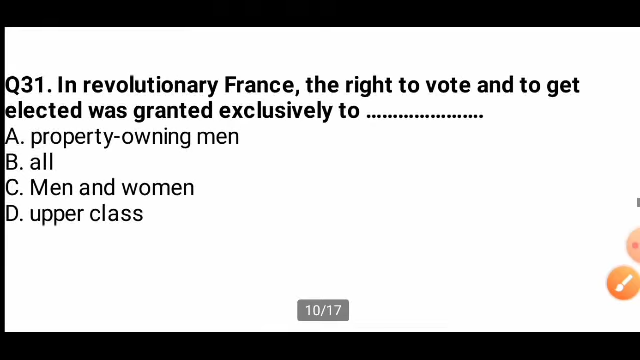 Q31. In revolutionary France, the right to vote and to get
elected was granted exclusively to .......................
A. property-owning men
B. all
C. Men and women
D. upper class
10/17